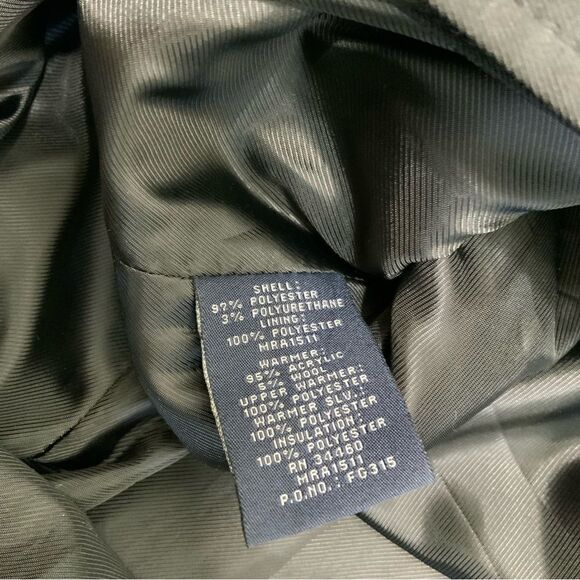 SHELL:
97% POLYESTER
3% POLYURETHANE
LINING:
100% POLYESTER
MRA1511
WARMER:
95% ACRYLIC
5% WOOL
UPPER WARMER:
100% POLYESTER
WARMER SLV.:
100% POLYESTER
INSULATION:
100% POLYESTER
RN 34460
MRA1511
P.O.NO.: FG315